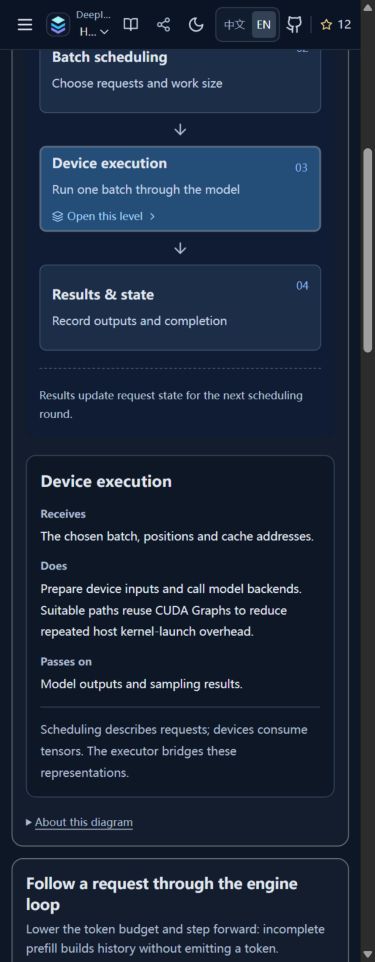 Deepl...
H...
中文
EN
12
Batch scheduling
02
Choose requests and work size
Device execution
03
Run one batch through the model
Open this level
Results & state
04
Record outputs and completion
Results update request state for the next scheduling
round.
Device execution
Receives
The chosen batch, positions and cache addresses.
Does
Prepare device inputs and call model backends.
Suitable paths reuse CUDA Graphs to reduce
repeated host kernel-launch overhead.
Passes on
Model outputs and sampling results.
Scheduling describes requests; devices consume
tensors. The executor bridges these
representations.
About this diagram
Follow a request through the engine
loop
Lower the token budget and step forward: incomplete
prefill builds history without emitting a token.